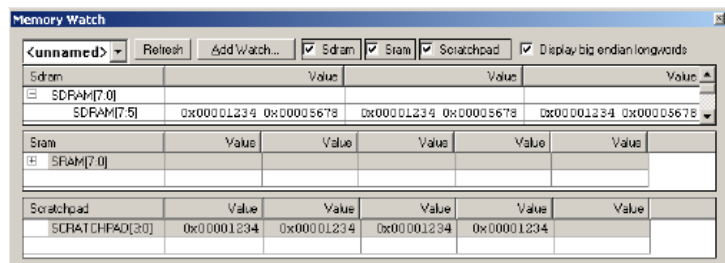 Memory Watch
<unnamed> Refresh Add Watch... Sdram Sram Scratchpad Display big endian longwords
Sdram Value Value Value
SDRAM[7:0]
SDRAM[7:5] 0x00001234 0x00005678 0x00001234 0x00005678 0x00001234 0x00005678
Sram Value Value Value Value Value
SRAM[7:0]
Scratchpad Value Value Value Value Value
SCRATCHPAD[3:0] 0x00001234 0x00001234 0x00001234 0x00001234